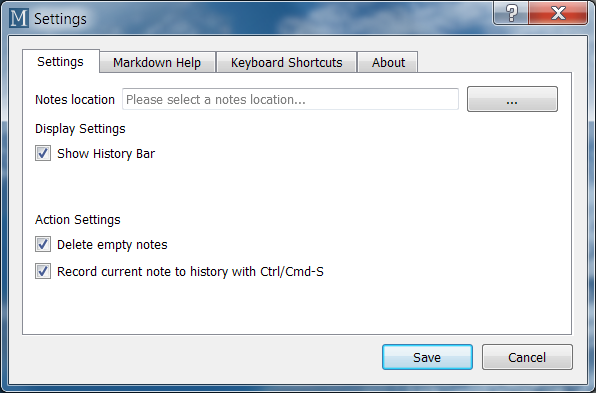 M Settings
Settings Markdown Help Keyboard Shortcuts About
Notes location Please select a notes location... ...
Display Settings
Show History Bar
Action Settings
Delete empty notes
Record current note to history with Ctrl/Cmd-S
Save Cancel